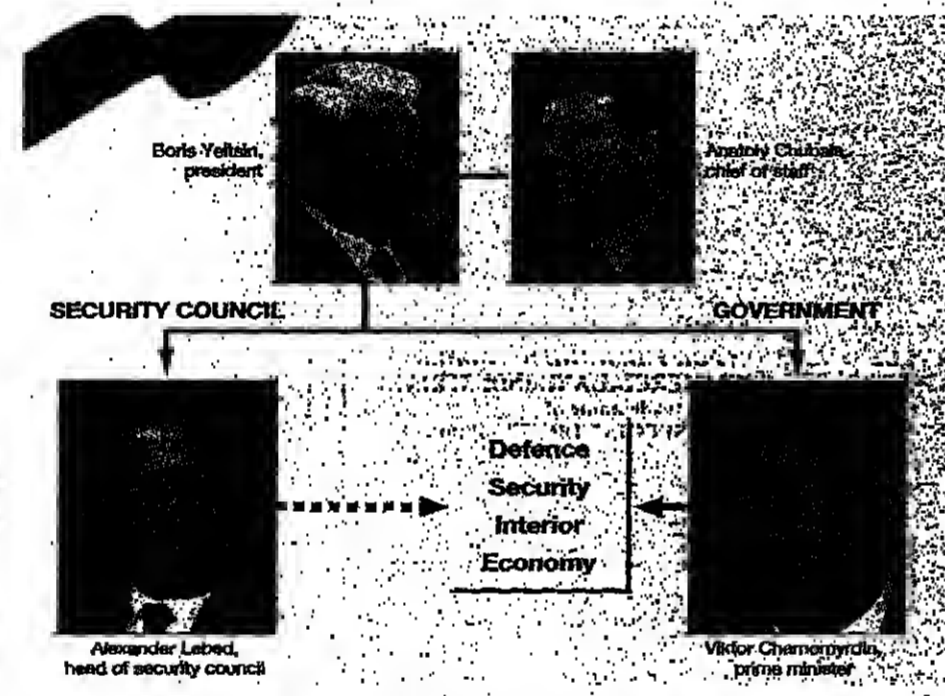 Boris Yeltsin,
president
Anatoly Chubais,
chief of staff
SECURITY COUNCIL
GOVERNMENT
Defence
Security
Interior
Economy
Alexander Lebed,
head of security council
Viktor Chernomyrdin,
prime minister